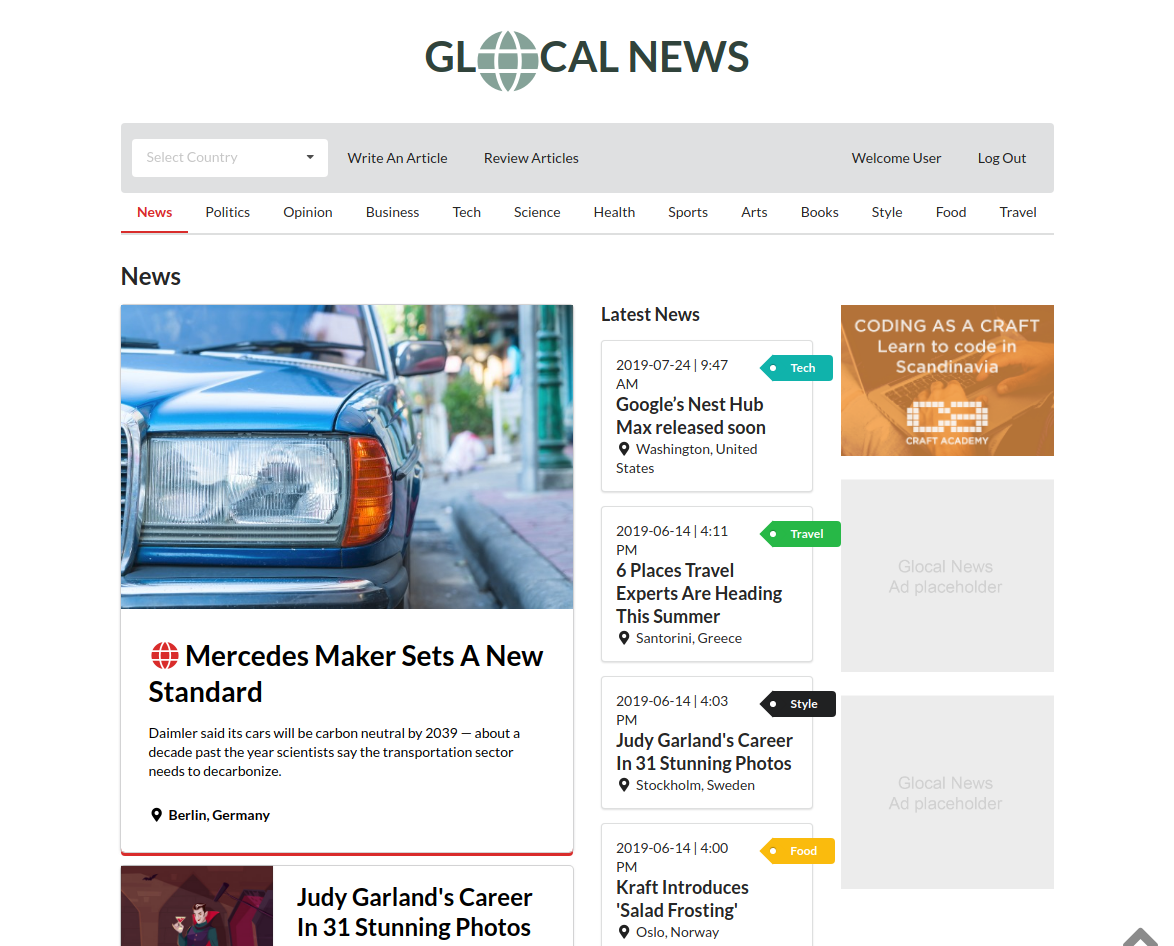 GLOCAL NEWS
Select Country Write An Article Review Articles Welcome User Log Out
News Politics Opinion Business Tech Science Health Sports Arts Books Style Food Travel
News
Mercedes Maker Sets A New
Standard
Daimler said its cars will be carbon neutral by 2039 — about a
decade past the year scientists say the transportation sector
needs to decarbonize.
Berlin, Germany
Judy Garland's Career
In 31 Stunning Photos
Latest News
2019-07-24 | 9:47
AM
Tech
Google’s Nest Hub
Max released soon
Washington, United
States
2019-06-14 | 4:11
PM
Travel
6 Places Travel
Experts Are Heading
This Summer
Santorini, Greece
2019-06-14 | 4:03
PM
Style
Judy Garland's Career
In 31 Stunning Photos
Stockholm, Sweden
2019-06-14 | 4:00
PM
Food
Kraft Introduces
'Salad Frosting'
Oslo, Norway
CODING AS A CRAFT
Learn to code in
Scandinavia
CRAFT ACADEMY
Glocal News
Ad placeholder
Glocal News
Ad placeholder